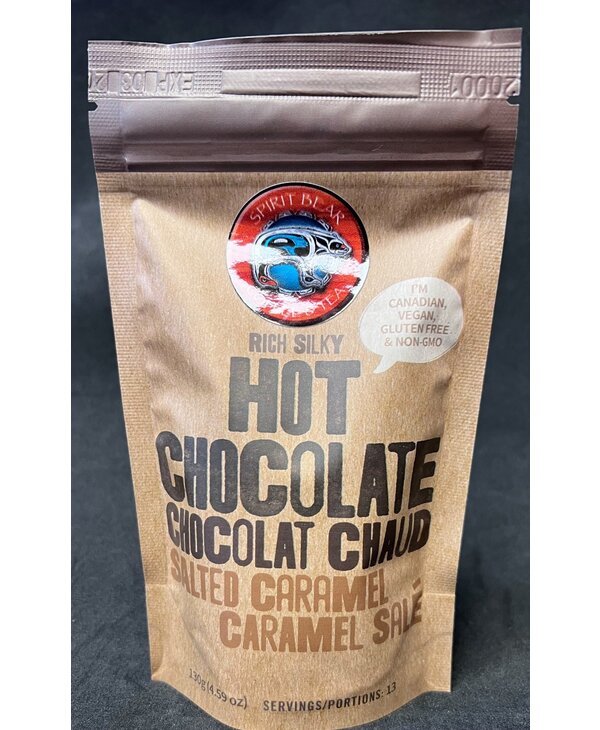 SPIRIT BEAR
TEA
RICH SILKY
I'M
CANADIAN,
VEGAN,
GLUTEN FREE
& NON-GMO
HOT
CHOCOLATE
CHOCOLAT CHAUD
SALTED CARAMEL
CARAMEL SALÉ
130g (4.59 oz)
SERVINGS/PORTIONS: 13